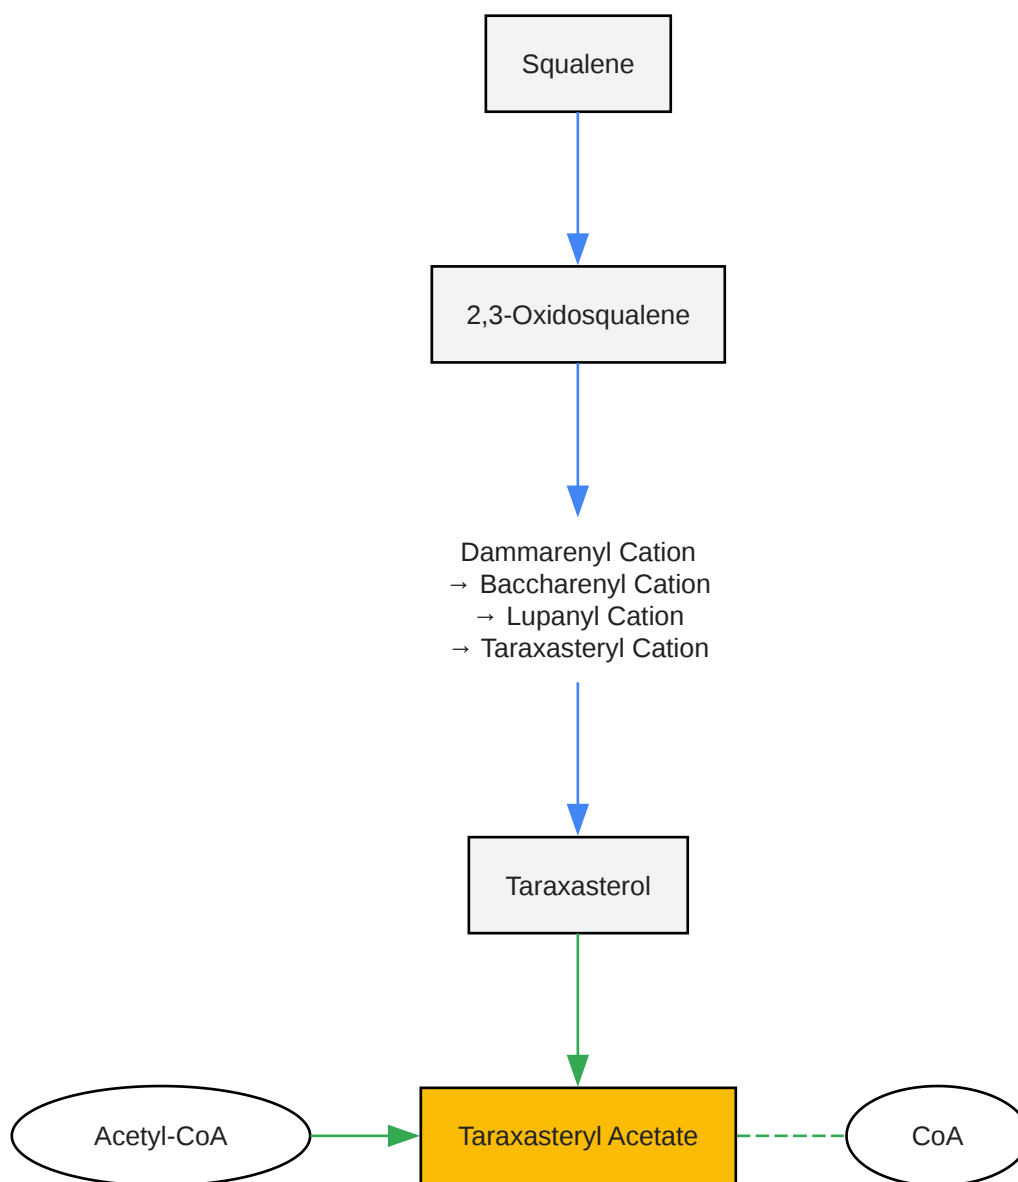 Squalene
2,3-Oxidosqualene
Dammarenyl Cation
→ Baccharenyl Cation
→ Lupanyl Cation
→ Taraxasteryl Cation
Taraxasterol
Acetyl-CoA
Taraxasteryl Acetate
CoA